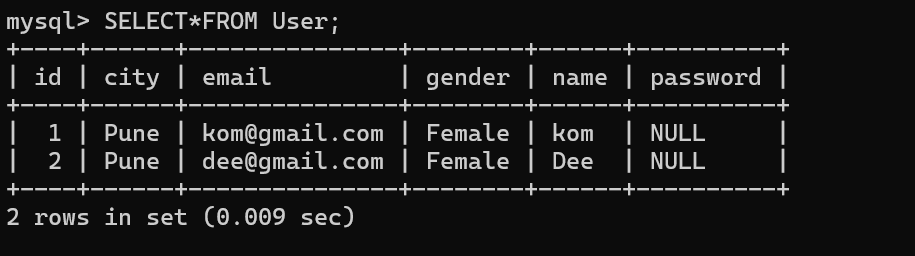 mysql> SELECT*FROM User;
+----+------+---------------+--------+------+----------+
| id | city | email         | gender | name | password |
+----+------+---------------+--------+------+----------+
|  1 | Pune | kom@gmail.com | Female | kom  | NULL     |
|  2 | Pune | dee@gmail.com | Female | Dee  | NULL     |
+----+------+---------------+--------+------+----------+
2 rows in set (0.009 sec)